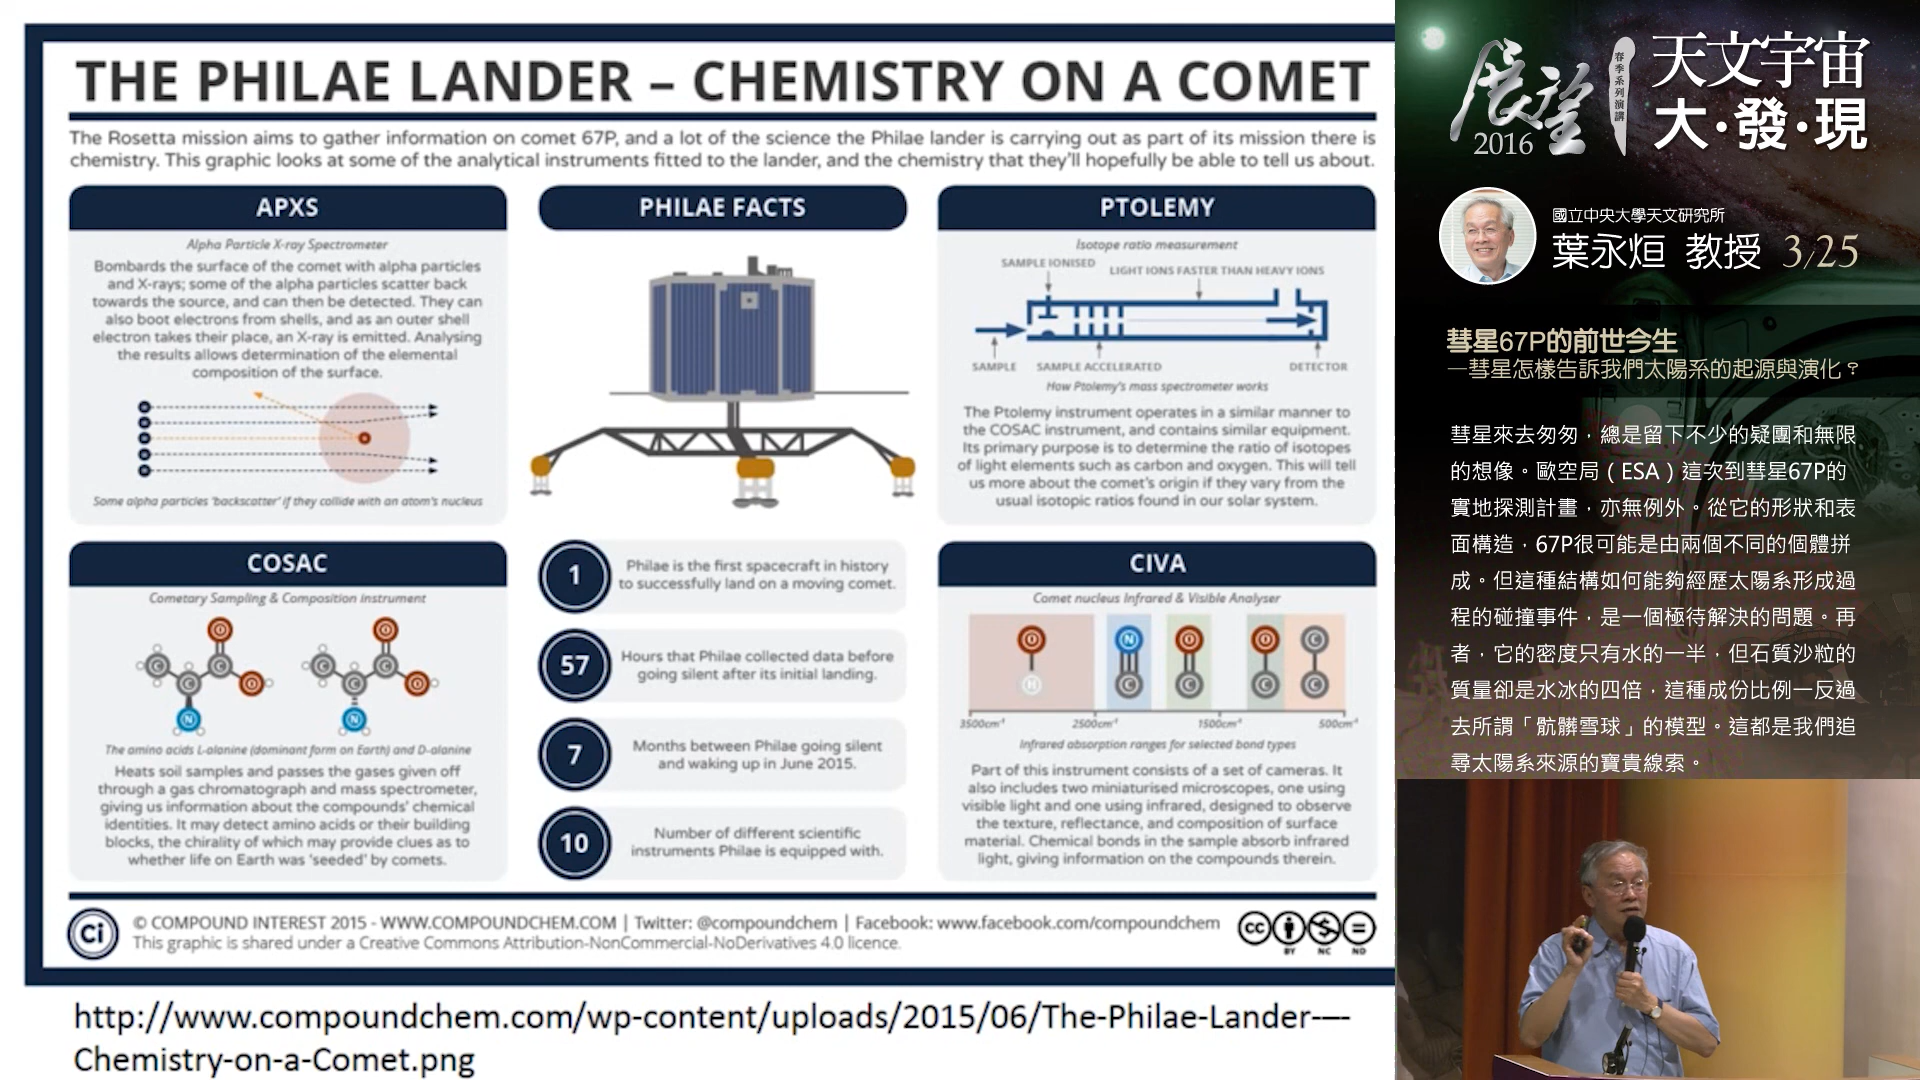 THE PHILAE LANDER – CHEMISTRY ON A COMET
The Rosetta mission aims to gather information on comet 67P, and a lot of the science the Philae lander is carrying out as part of its mission there is
chemistry. This graphic looks at some of the analytical instruments fitted to the lander, and the chemistry that they'll hopefully be able to tell us about.
APXS
Alpha Particle X-ray Spectrometer
Bombards the surface of the comet with alpha particles
and X-rays; some of the alpha particles scatter back
towards the source, and can then be detected. They can
also boot electrons from shells, and as an outer shell
electron takes their place, an X-ray is emitted. Analysing
the results allows determination of the elemental
composition of the surface.
Some alpha particles 'backscatter' if they collide with an atom's nucleus
PHILAE FACTS
PTOLEMY
Isotope ratio measurement
SAMPLE IONISED
LIGHT IONS FASTER THAN HEAVY IONS
SAMPLE
SAMPLE ACCELERATED
DETECTOR
How Ptolemy's mass spectrometer works
The Ptolemy instrument operates in a similar manner to
the COSAC instrument, and contains similar equipment.
Its primary purpose is to determine the ratio of isotopes
of light elements such as carbon and oxygen. This will tell
us more about the comet's origin if they vary from the
usual isotopic ratios found in our solar system.
COSAC
Cometary Sampling & Composition Instrument
O O
C C O C C O
C C
N N
The amino acids L-alanine (dominant form on Earth) and D-alanine
Heats soil samples and passes the gases given off
through a gas chromatograph and mass spectrometer,
giving us information about the compounds' chemical
identities. It may detect amino acids or their building
blocks, the chirality of which may provide clues as to
whether life on Earth was 'seeded' by comets.
1
Philae is the first spacecraft in history
to successfully land on a moving comet.
57
Hours that Philae collected data before
going silent after its initial landing.
7
Months between Philae going silent
and waking up in June 2015.
10
Number of different scientific
instruments Philae is equipped with.
CIVA
Comet nucleus Infrared & Visible Analyser
O N O O C
H C C C C
3500cm⁻¹ 2500cm⁻¹ 1500cm⁻¹ 500cm⁻¹
Infrared absorption ranges for selected bond types
Part of this instrument consists of a set of cameras. It
also includes two miniaturised microscopes, one using
visible light and one using infrared, designed to observe
the texture, reflectance, and composition of surface
material. Chemical bonds in the sample absorb infrared
light, giving information on the compounds therein.
Ci
© COMPOUND INTEREST 2015 - WWW.COMPOUNDCHEM.COM | Twitter: @compoundchem | Facebook: www.facebook.com/compoundchem
This graphic is shared under a Creative Commons Attribution-NonCommercial-NoDerivatives 4.0 licence.
cc
BY NC ND
http://www.compoundchem.com/wp-content/uploads/2015/06/The-Philae-Lander-–-
Chemistry-on-a-Comet.png
展望
2016
春季系列演講
天文宇宙
大·發·現
國立中央大學天文研究所
葉永烜 教授 3/25
彗星67P的前世今生
—彗星怎樣告訴我們太陽系的起源與演化？
彗星來去匆匆，總是留下不少的疑團和無限
的想像。歐空局（ESA）這次到彗星67P的
實地探測計畫，亦無例外。從它的形狀和表
面構造，67P很可能是由兩個不同的個體拼
成。但這種結構如何能夠經歷太陽系形成過
程的碰撞事件，是一個極待解決的問題。再
者，它的密度只有水的一半，但石質沙粒的
質量卻是水冰的四倍，這種成份比例一反過
去所謂「骯髒雪球」的模型。這都是我們追
尋太陽系來源的寶貴線索。